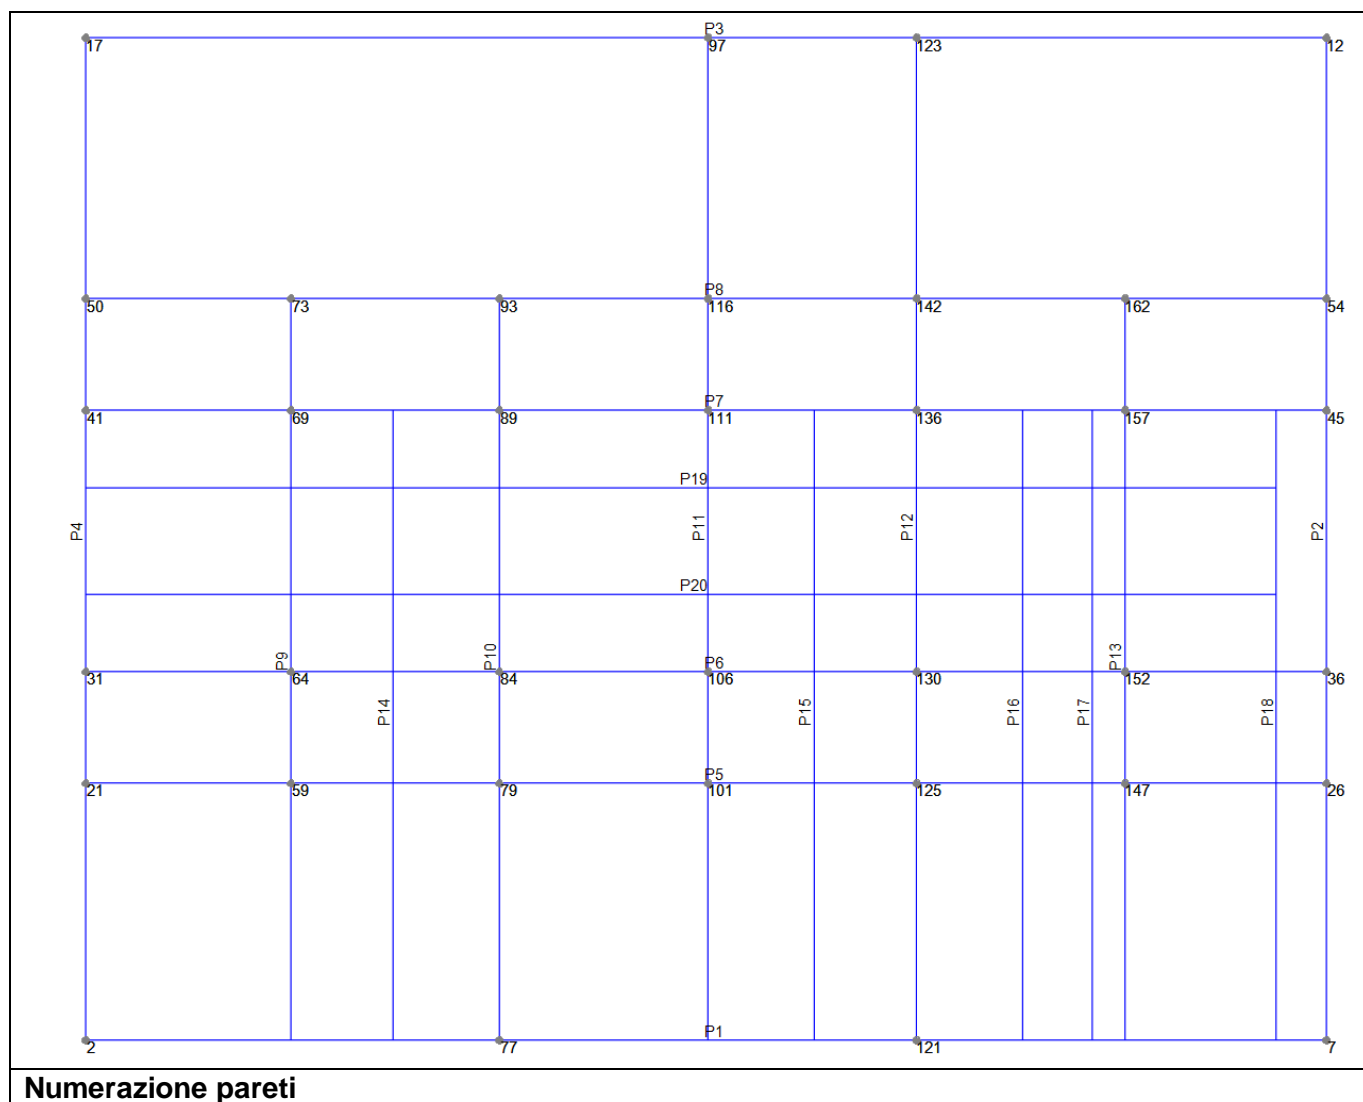 P3
17 97 123 12
P8
50 73 93 116 142 162 54
P7
41 69 89 111 136 157 45
P19
P4 P11 P12 P2
P20
P9 P10 P6 P13
31 64 84 106 130 152 36
P14 P15 P16 P17 P18
P5
21 59 79 101 125 147 26
P1
2 77 121 7
Numerazione pareti